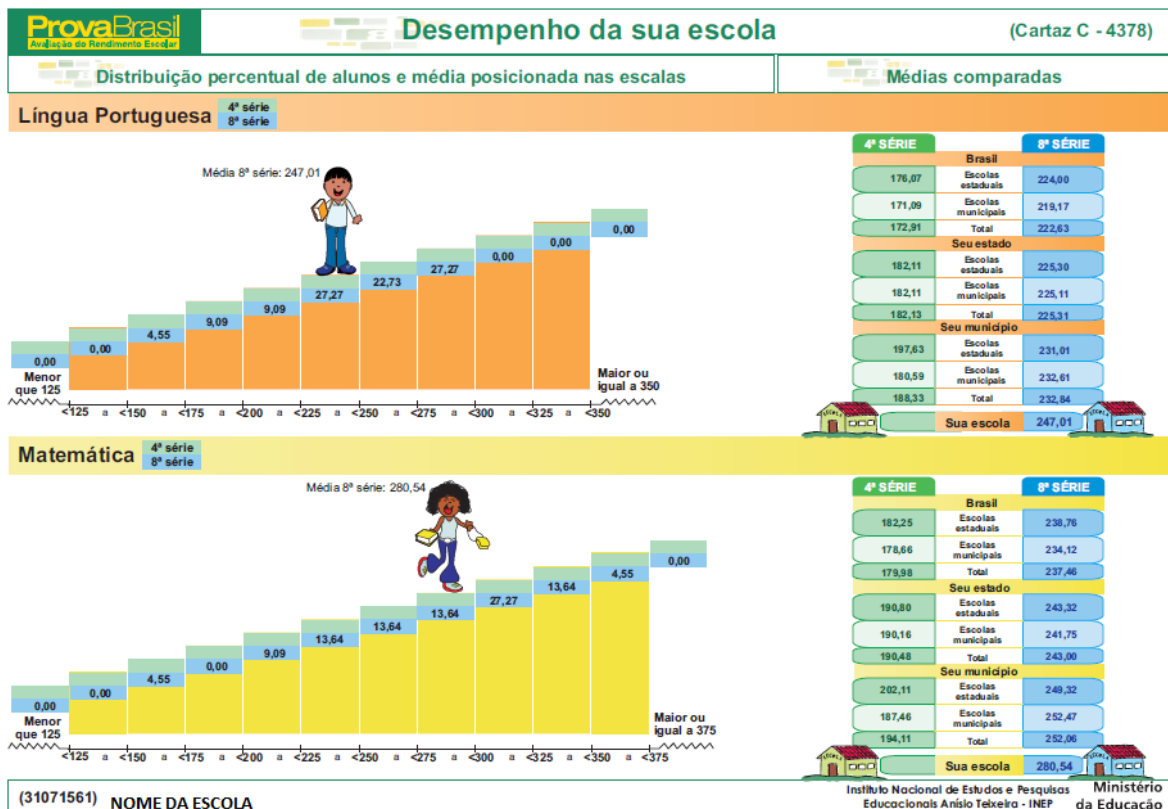 ProvaBrasil
Avaliação do Rendimento Escolar
Desempenho da sua escola
(Cartaz C - 4378)
Distribuição percentual de alunos e média posicionada nas escalas
Médias comparadas
Língua Portuguesa
4ª série
8ª série
Média 8ª série: 247,01
0,00
0,00
4,55
9,09
9,09
27,27
22,73
27,27
0,00
0,00
0,00
Menor
que 125
Maior ou
igual a 350
<125 a <150 a <175 a <200 a <225 a <250 a <275 a <300 a <325 a <350
4ª SÉRIE 8ª SÉRIE
Brasil
176,07 Escolas estaduais 224,00
171,09 Escolas municipais 219,17
172,91 Total 222,63
Seu estado
182,11 Escolas estaduais 225,30
182,11 Escolas municipais 225,11
182,13 Total 225,31
Seu município
197,63 Escolas estaduais 231,01
180,59 Escolas municipais 232,61
188,33 Total 232,84
ESCOLA Sua escola 247,01 ESCOLA
Matemática
4ª série
8ª série
Média 8ª série: 280,54
0,00
0,00
4,55
0,00
9,09
13,64
13,64
13,64
27,27
13,64
4,55
0,00
Menor
que 125
Maior ou
igual a 375
<125 a <150 a <175 a <200 a <225 a <250 a <275 a <300 a <325 a <350 a <375
4ª SÉRIE 8ª SÉRIE
Brasil
182,25 Escolas estaduais 238,76
178,66 Escolas municipais 234,12
179,98 Total 237,46
Seu estado
190,80 Escolas estaduais 243,32
190,16 Escolas municipais 241,75
190,48 Total 243,00
Seu município
202,11 Escolas estaduais 249,32
187,46 Escolas municipais 252,47
194,11 Total 252,06
ESCOLA Sua escola 280,54 ESCOLA
(31071561) NOME DA ESCOLA
Instituto Nacional de Estudos e Pesquisas
Educacionais Anísio Teixeira - INEP
Ministério
da Educação